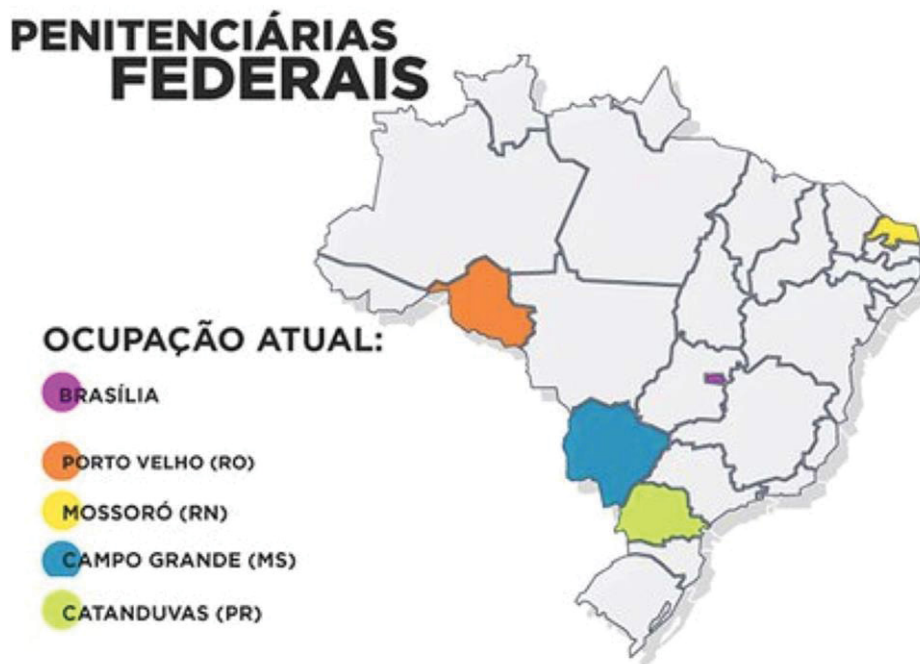 PENITENCIÁRIAS
FEDERAIS
OCUPAÇÃO ATUAL:
BRASÍLIA
PORTO VELHO (RO)
MOSSORÓ (RN)
CAMPO GRANDE (MS)
CATANDUVAS (PR)